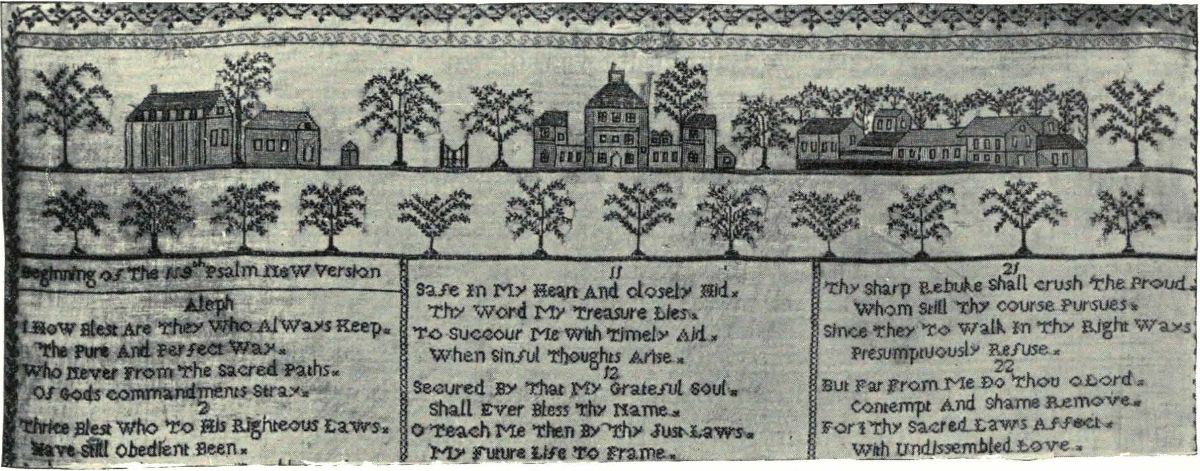 Beginning of The 119th Psalm New Version
Aleph
1 How Blest Are They Who Always Keep
The Pure And Perfect Way
Who Never From The Sacred Paths
Of Gods commandments Stray
2
Thrice Blest Who To His Righteous Laws
Have Still Obedient Been
11
Safe In My Heart And closely Hid
Thy Word My Treasure Lies
To Succour Me With Timely Aid
When Sinful Thoughts Arise
12
Secured By That My Grateful Soul
Shall Ever Bless Thy Name
O Teach Me Then By Thy Just Laws
My Future Life To Frame
21
Thy Sharp Rebuke Shall crush The Proud
Whom Still Thy course Pursues
Since They To Walk In Thy Right Ways
Presumptuously Refuse
22
But Far From Me Do Thou o Lord
Contempt And Shame Remove
For I Thy Sacred Laws Affect
With Undissembled Love